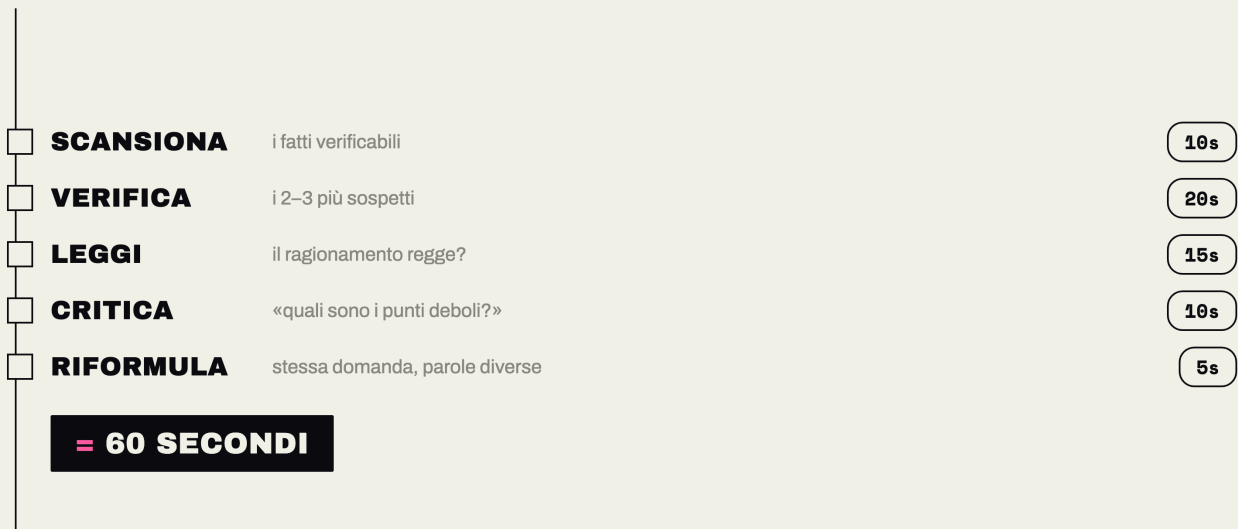 SCANSIONA i fatti verificabili 10s
VERIFICA i 2–3 più sospetti 20s
LEGGI il ragionamento regge? 15s
CRITICA «quali sono i punti deboli?» 10s
RIFORMULA stessa domanda, parole diverse 5s
= 60 SECONDI